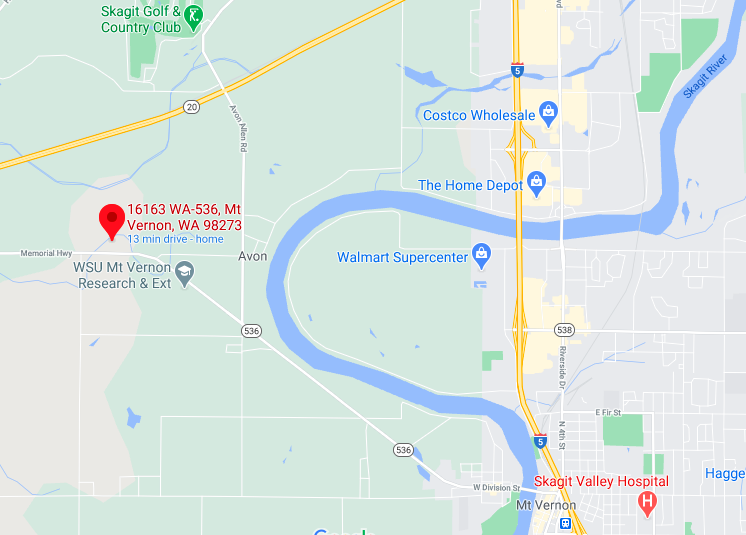 Skagit Golf &
Country Club
5
Skagit River
20
Avon Allen Rd
Costco Wholesale
The Home Depot
16163 WA-536, Mt
Vernon, WA 98273
13 min drive - home
Memorial Hwy
Avon
WSU Mt Vernon
Research & Ext
Walmart Supercenter
536
538
Riverside Dr
E Fir St
N 4th St
5
536
W Division St
Skagit Valley Hospital
Hagge
Mt Vernon
H